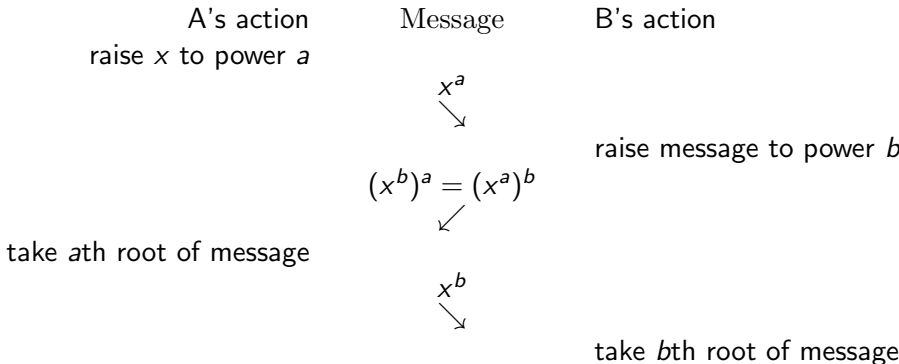 A's action Message B's action
raise x to power a
x^a
↘
raise message to power b
(x^b)^a = (x^a)^b
↙
take ath root of message
x^b
↘
take bth root of message